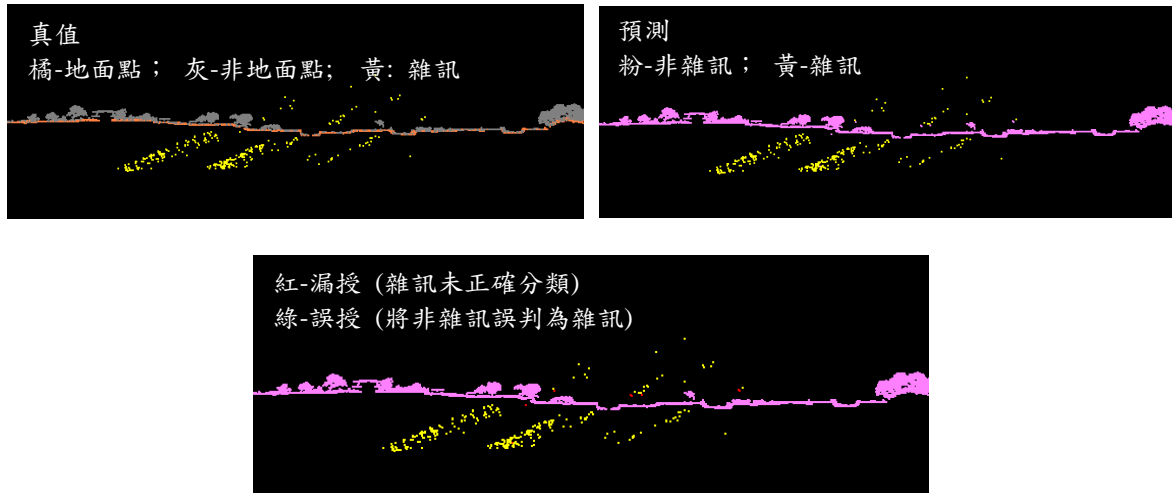 真值
橘-地面點； 灰-非地面點; 黃: 雜訊
預測
粉-非雜訊； 黃-雜訊
紅-漏授 (雜訊未正確分類)
綠-誤授 (將非雜訊誤判為雜訊)